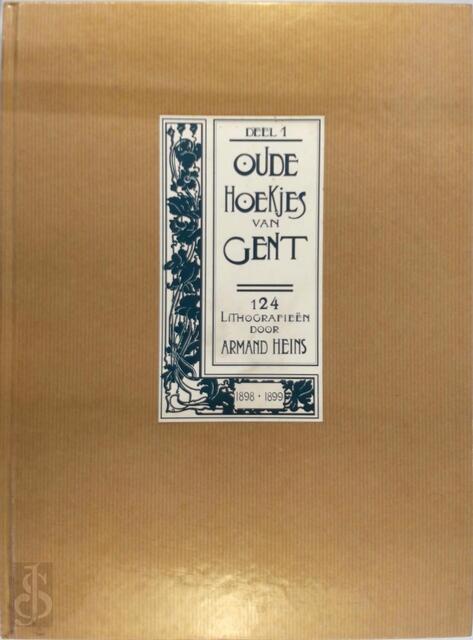 DEEL 1
OUDE
HOEKJES
VAN
GENT
124
LITHOGRAFIEËN
DOOR
ARMAND HEINS
1898 · 1899